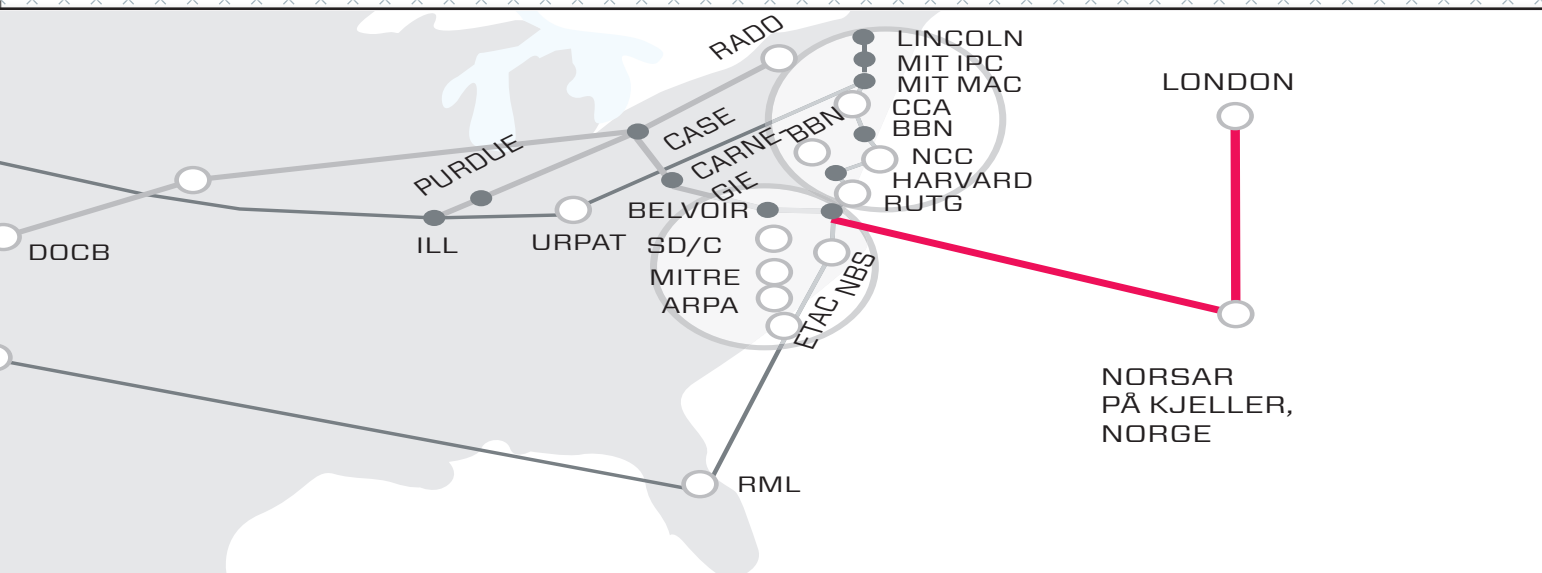 RADO
LINCOLN
MIT IPC
MIT MAC
CCA
BBN
NCC
HARVARD
RUTG
LONDON
CASE
CARNE-
GIE
BBN
PURDUE
BELVOIR
SD/C
MITRE
ARPA
NBS
ETAC
DOCB
ILL
URPAT
NORSAR
PÅ KJELLER,
NORGE
RML